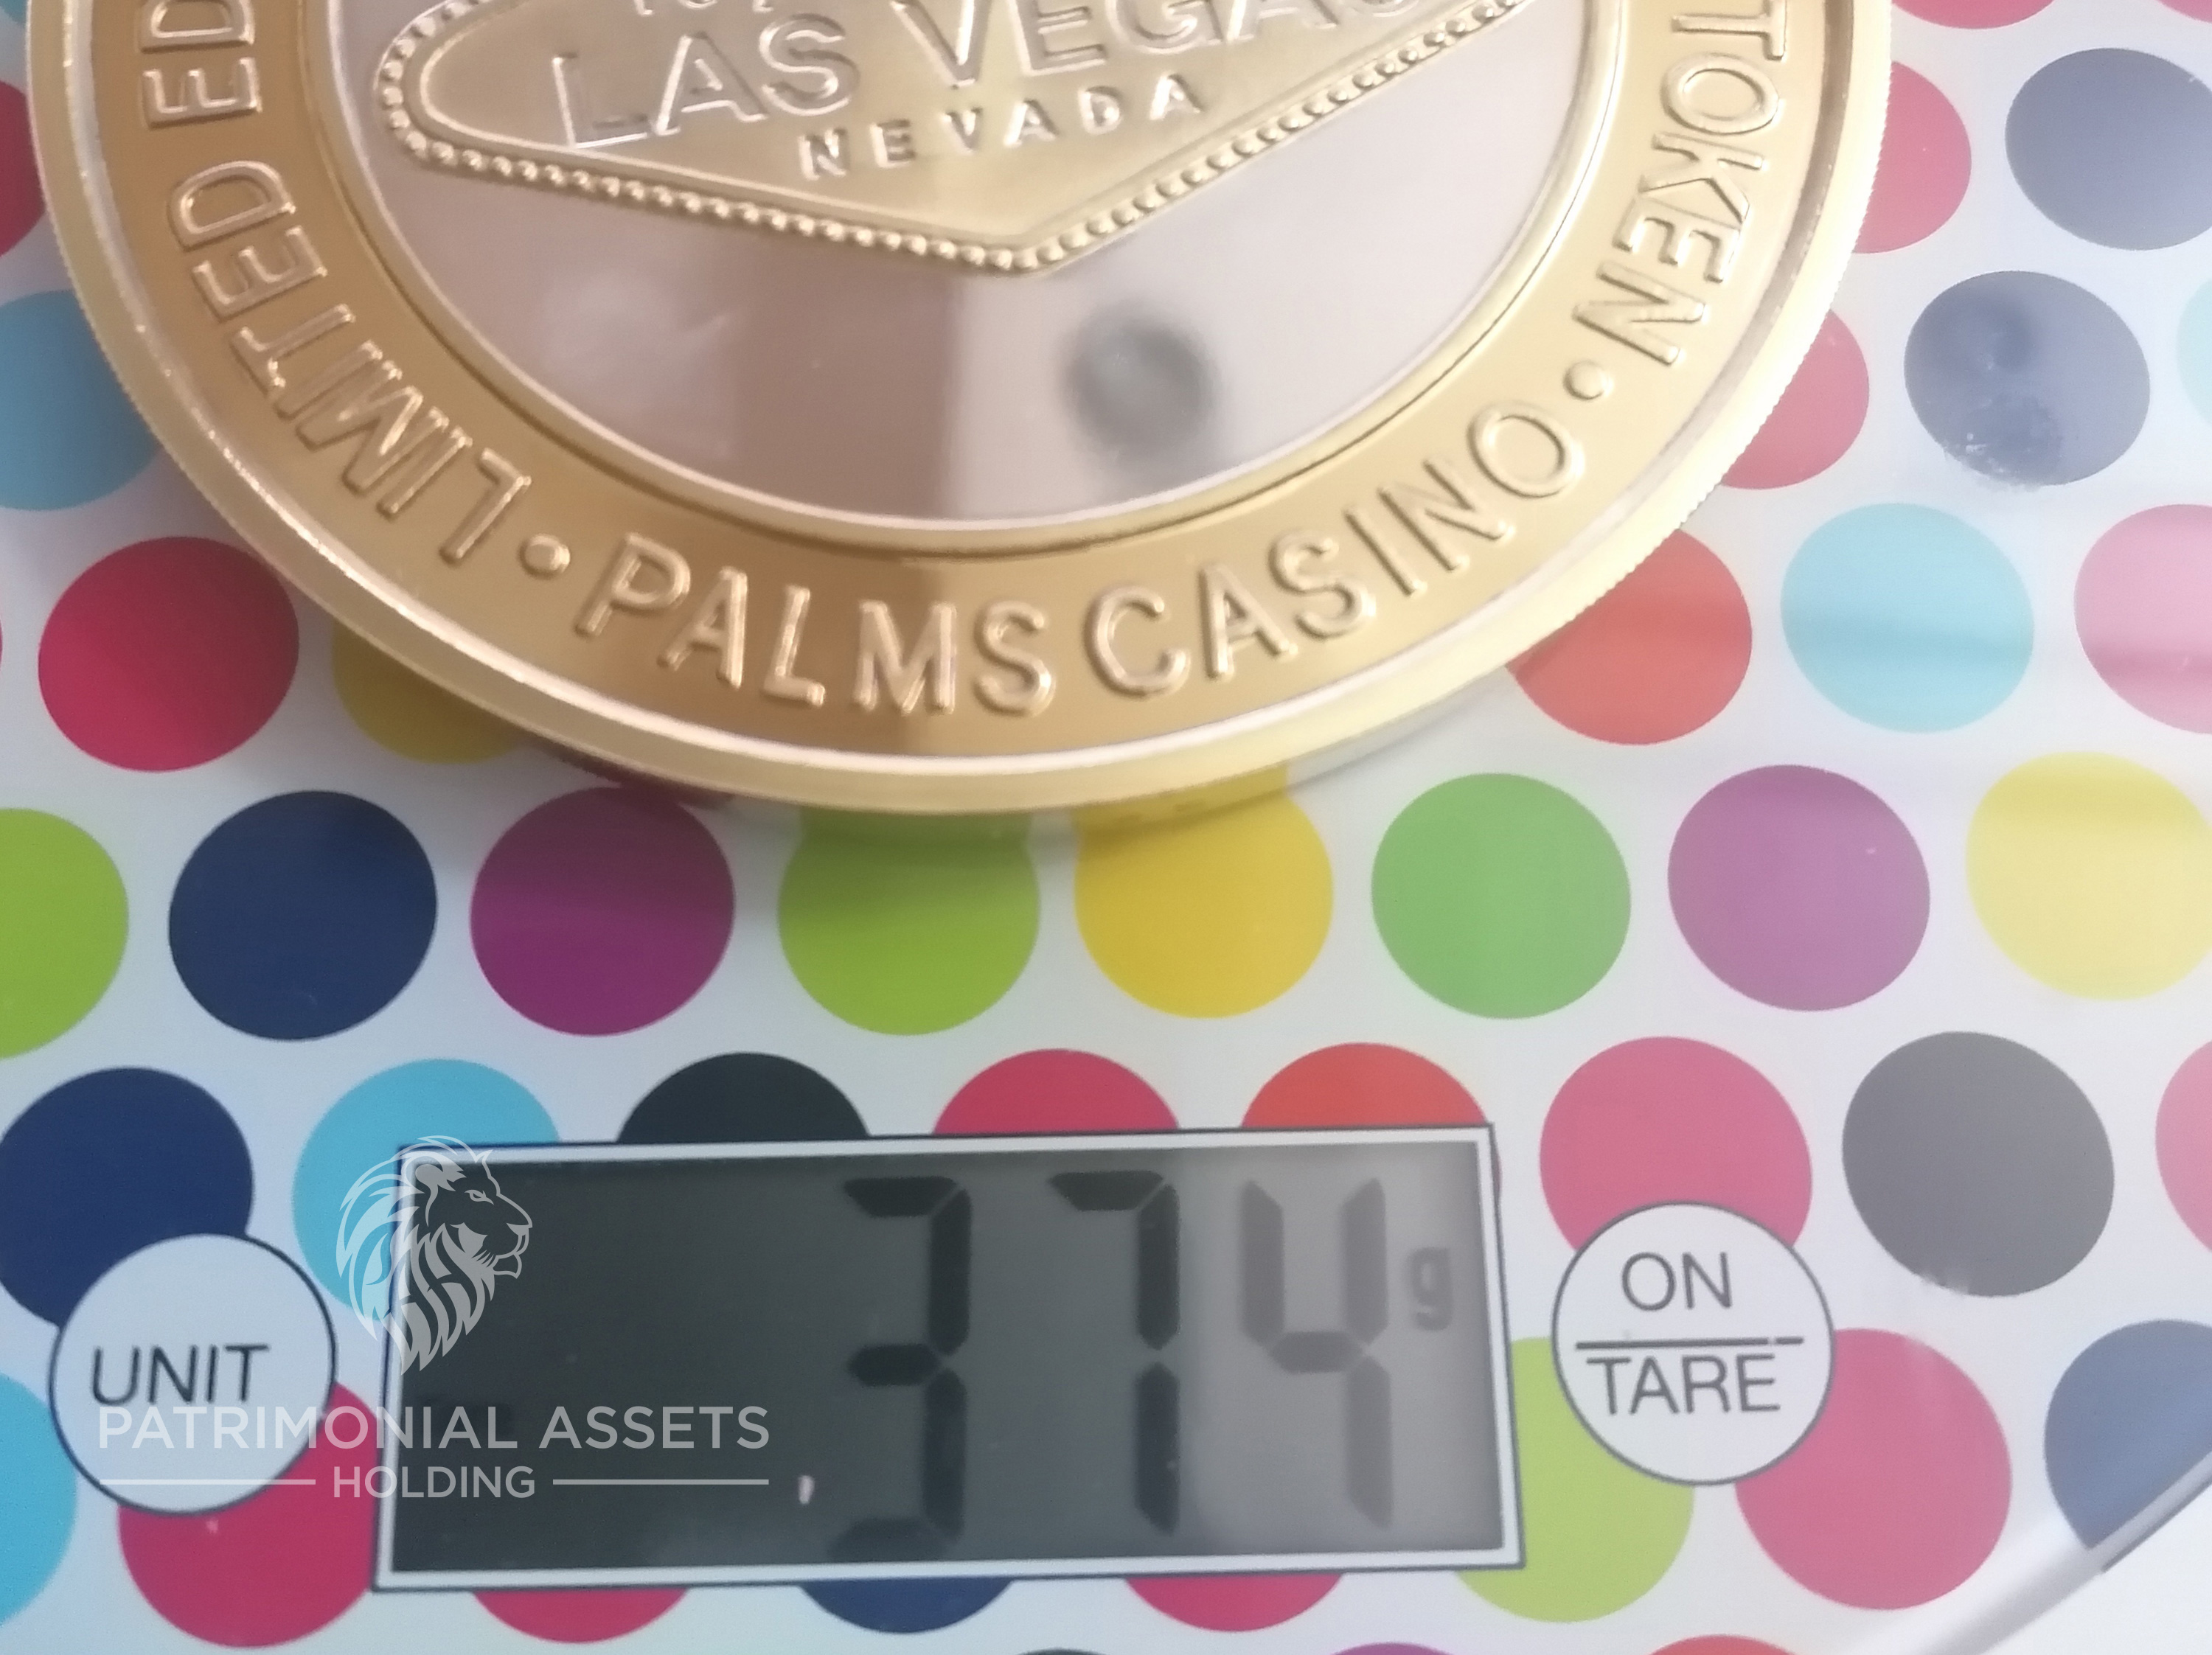 LAS VEGAS
NEVADA
LIMITED ED
TOKEN •
• PALMS CASINO
374 g
UNIT
ON
TARE
PATRIMONIAL ASSETS
HOLDING